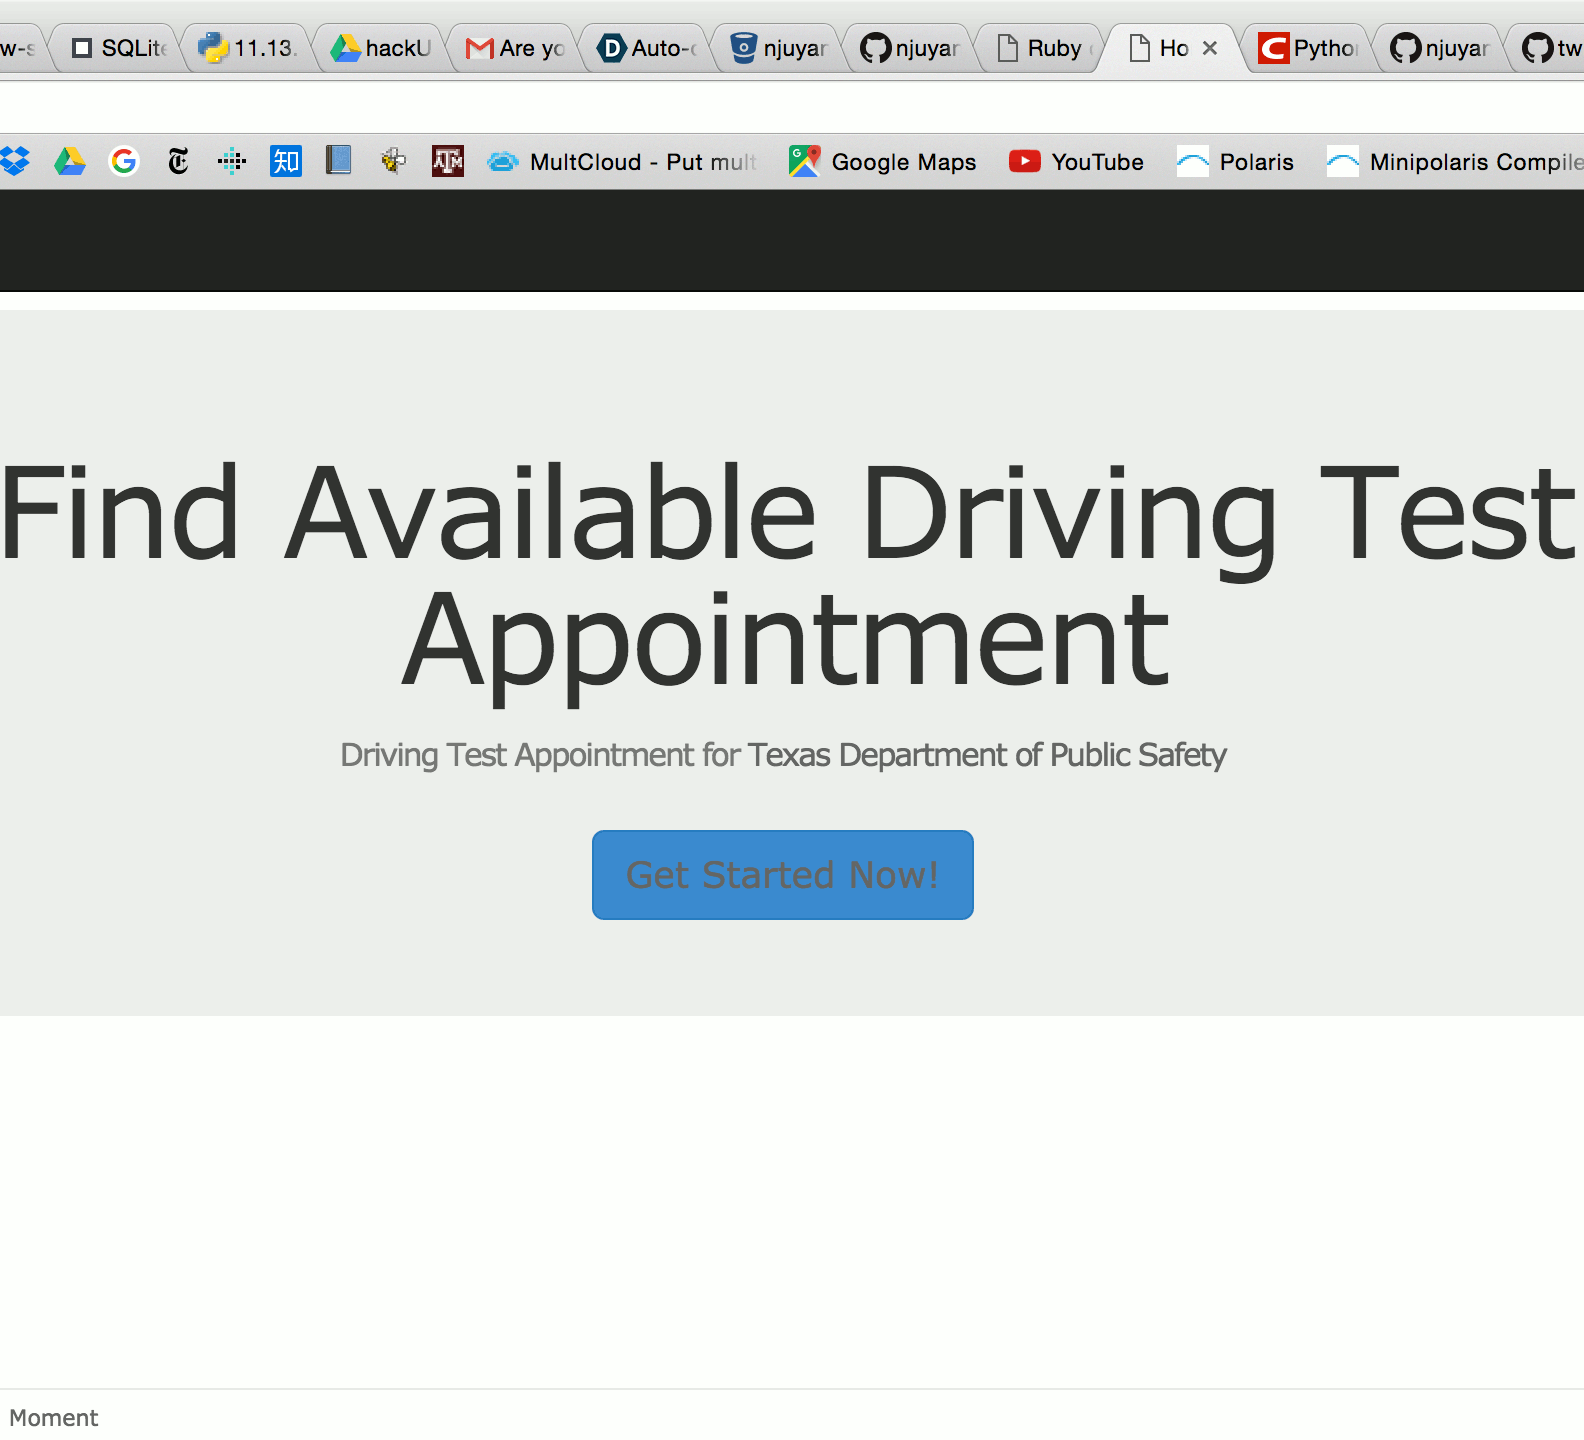 w-s SQLite 11.13. hackU Are yo Auto- njuyar njuyar Ruby Ho Pytho njuyar tw
知 MultCloud - Put mult Google Maps YouTube Polaris Minipolaris Compile
Find Available Driving Test
Appointment
Driving Test Appointment for Texas Department of Public Safety
Get Started Now!
Moment